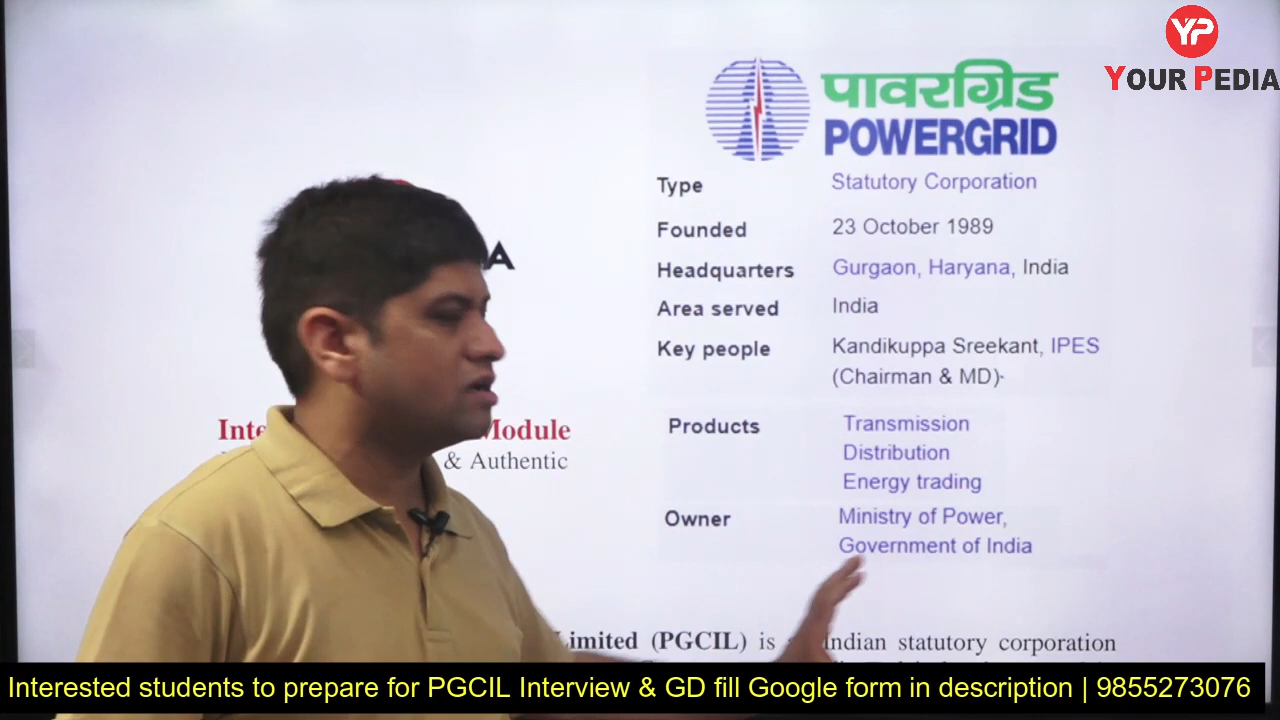 YP
YOUR PEDIA
पावरग्रिड
POWERGRID
Type Statutory Corporation
Founded 23 October 1989
Headquarters Gurgaon, Haryana, India
A
Area served India
Key people Kandikuppa Sreekant, IPES
(Chairman & MD)
Products Transmission
Distribution
Energy trading
Module
& Authentic
Owner Ministry of Power,
Government of India
Limited (PGCIL) is Indian statutory corporation
Interested students to prepare for PGCIL Interview & GD fill Google form in description | 9855273076